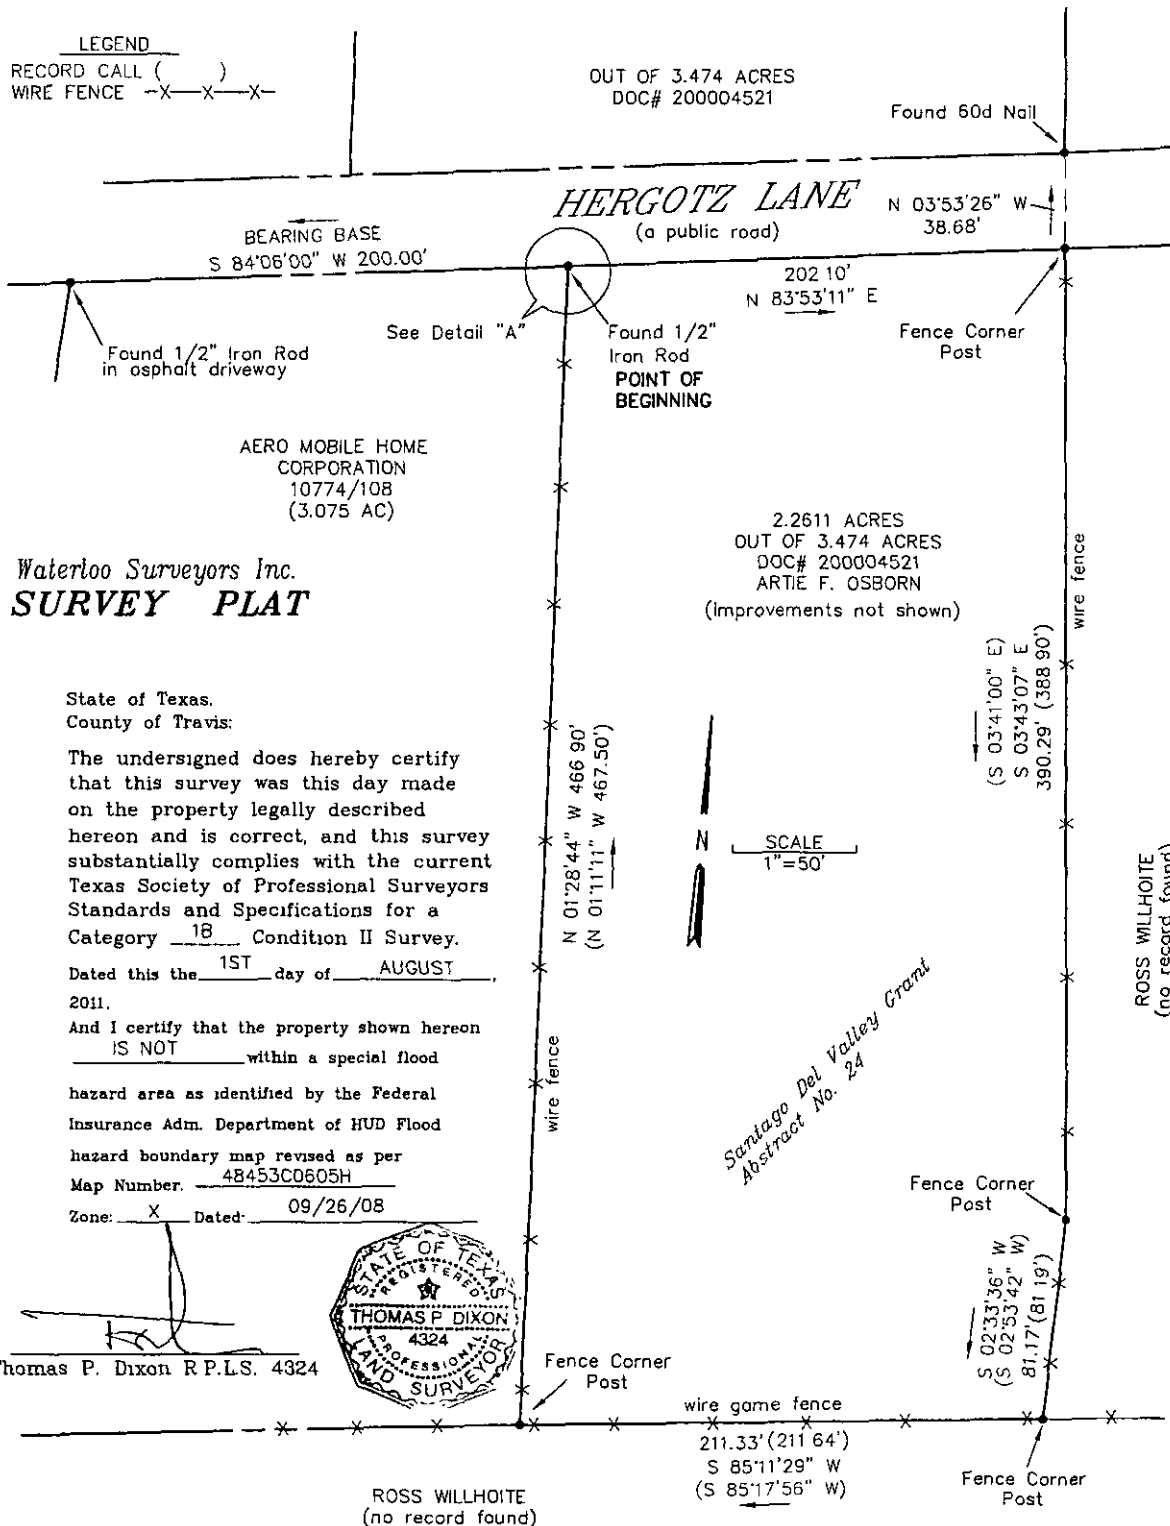 LEGEND
RECORD CALL ( )
WIRE FENCE -X—X—X-
OUT OF 3.474 ACRES
DOC# 200004521
Found 60d Nail
HERGOTZ LANE
(a public road)
N 03°53'26" W
38.68'
BEARING BASE
S 84°06'00" W 200.00'
202 10'
N 83°53'11" E
See Detail "A"
Found 1/2" Iron Rod
in asphalt driveway
Found 1/2"
Iron Rod
POINT OF
BEGINNING
Fence Corner
Post
AERO MOBILE HOME
CORPORATION
10774/108
(3.075 AC)
2.2611 ACRES
OUT OF 3.474 ACRES
DOC# 200004521
ARTIE F. OSBORN
(improvements not shown)
wire fence
(S 03°41'00" E)
S 03°43'07" E
390.29' (388 90')
Waterloo Surveyors Inc.
SURVEY PLAT
State of Texas.
County of Travis:
The undersigned does hereby certify
that this survey was this day made
on the property legally described
hereon and is correct, and this survey
substantially complies with the current
Texas Society of Professional Surveyors
Standards and Specifications for a
Category 1B Condition II Survey.
Dated this the 1ST day of AUGUST,
2011.
And I certify that the property shown hereon
IS NOT within a special flood
hazard area as identified by the Federal
Insurance Adm. Department of HUD Flood
hazard boundary map revised as per
Map Number. 48453C0605H
Zone: X Dated- 09/26/08
N 01°28'44" W 466 90'
(N 01°11'11" W 467.50')
wire fence
N
SCALE
1"=50'
ROSS WILLHOITE
(no record found)
Santago Del Valley Grant
Abstract No. 24
Fence Corner
Post
S 02°33'36" W
(S 02°53'42" W)
81.17' (81 19')
STATE OF TEXAS
REGISTERED
THOMAS P DIXON
4324
PROFESSIONAL
LAND SURVEYOR
Thomas P. Dixon R P.L.S. 4324
Fence Corner
Post
wire game fence
211.33' (211 64')
S 85°11'29" W
(S 85°17'56" W)
Fence Corner
Post
ROSS WILLHOITE
(no record found)